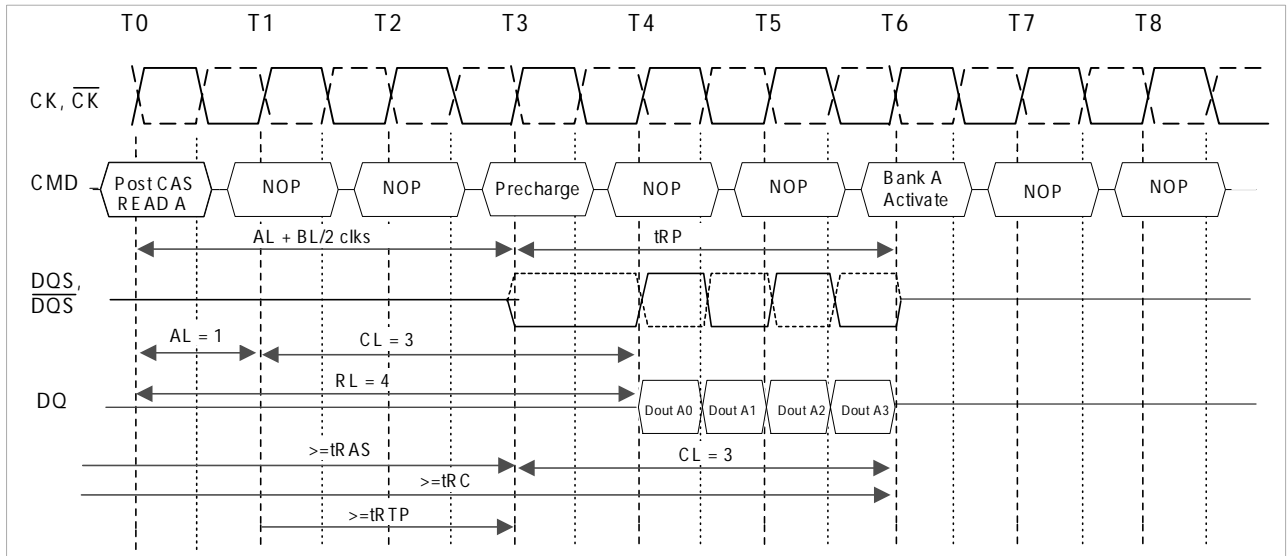 T0 T1 T2 T3 T4 T5 T6 T7 T8
CK, CK
CMD
Post CAS
READ A
NOP
NOP
Precharge
NOP
NOP
Bank A
Activate
NOP
NOP
AL + BL/2 clks
tRP
DQS,
DQS
AL = 1
CL = 3
RL = 4
DQ
Dout A0 Dout A1 Dout A2 Dout A3
>=tRAS
CL = 3
>=tRC
>=tRTP